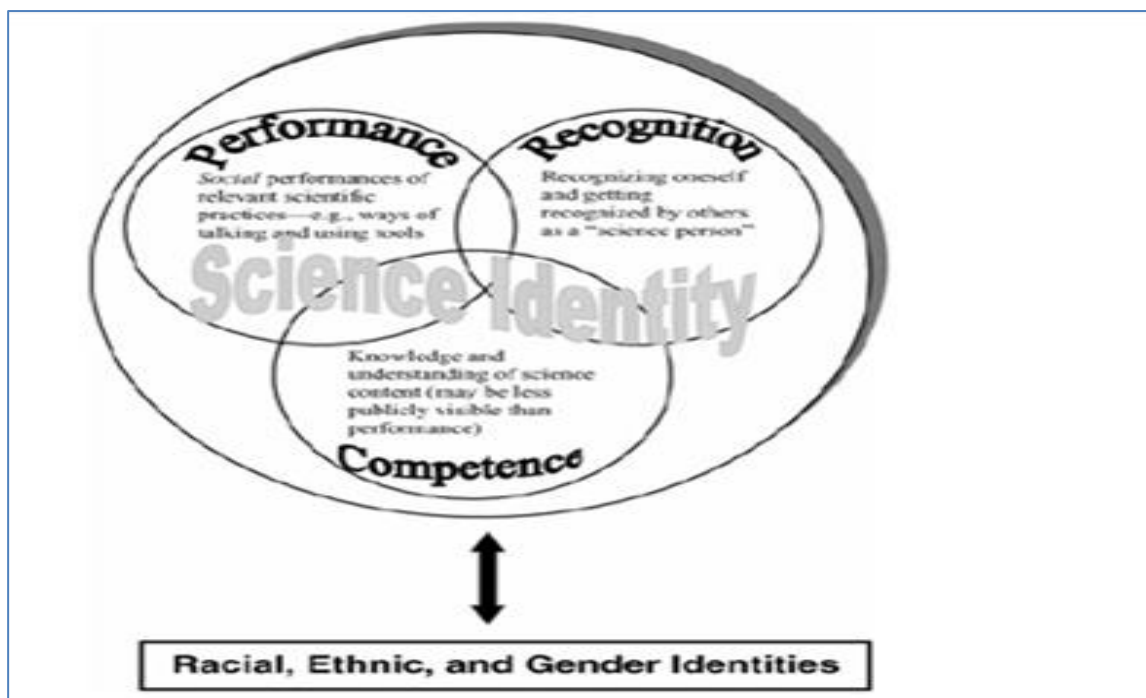 Performance
Social performances of
relevant scientific
practices—e.g., ways of
talking and using tools
Recognition
Recognizing oneself
and getting
recognized by others
as a “science person”
Science Identity
Knowledge and
understanding of science
content (may be less
publicly visible than
performance)
Competence
Racial, Ethnic, and Gender Identities